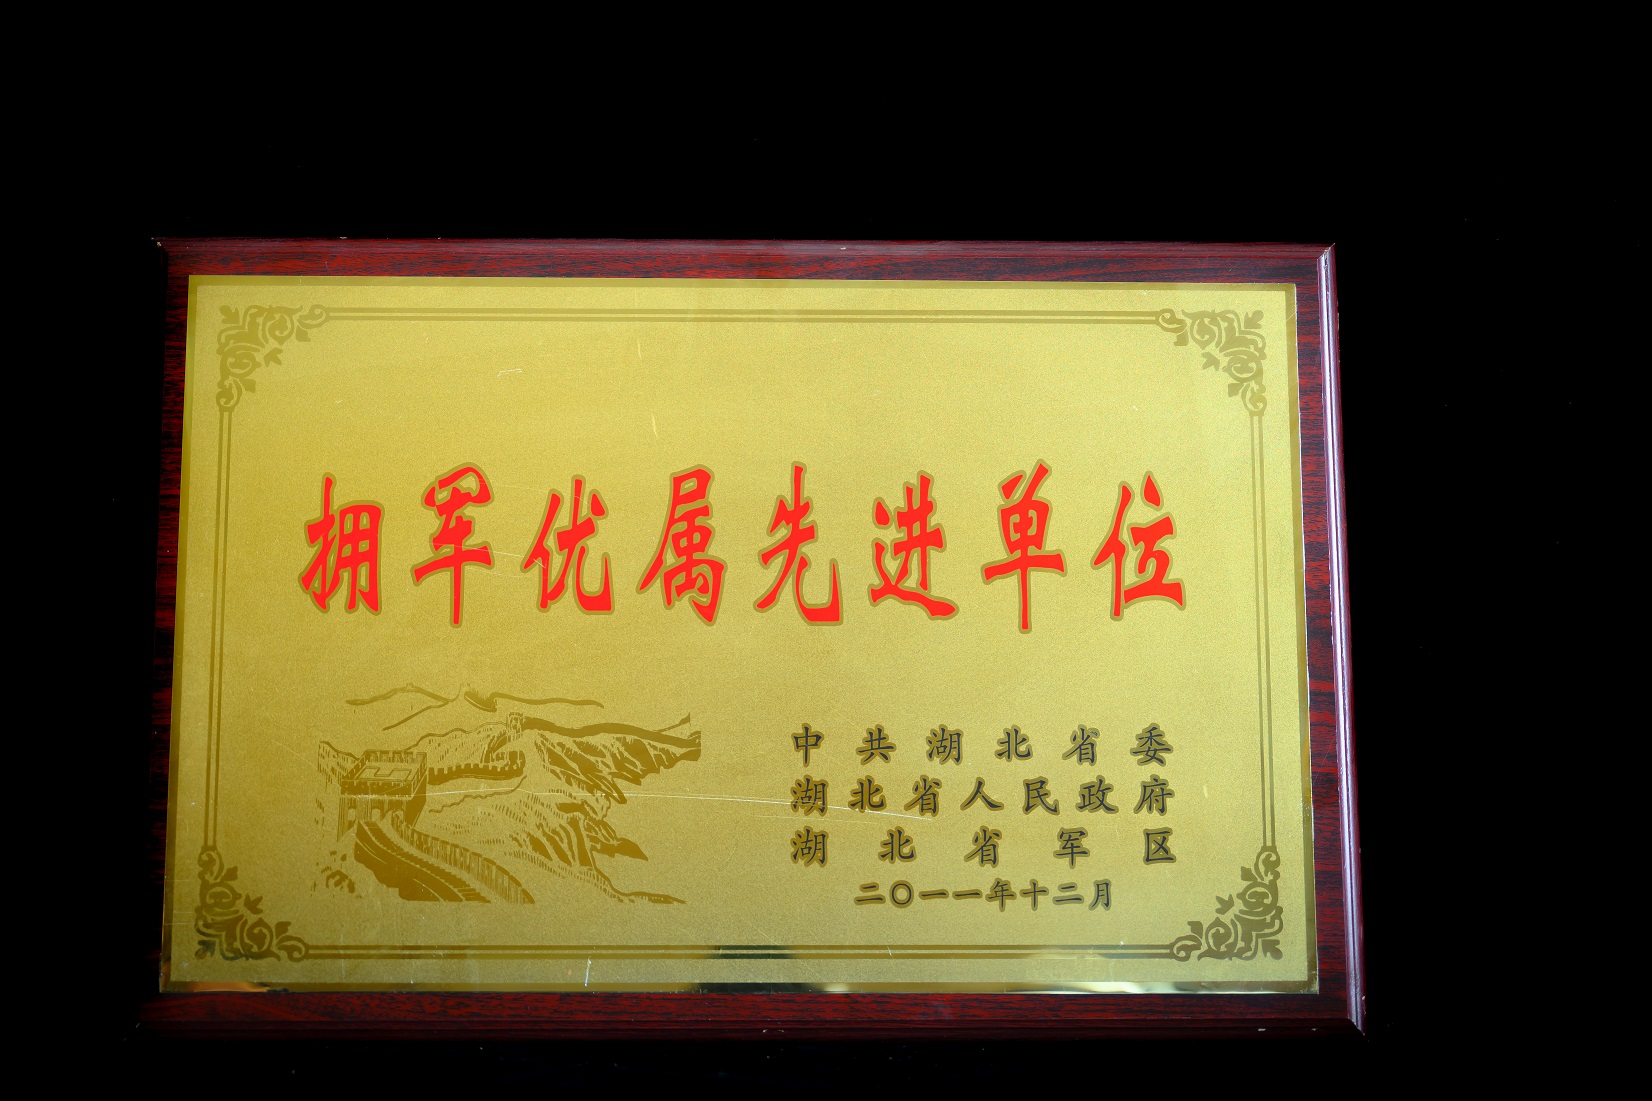 拥军优属先进单位
中共湖北省委
湖北省人民政府
湖北省军区
二〇一一年十二月